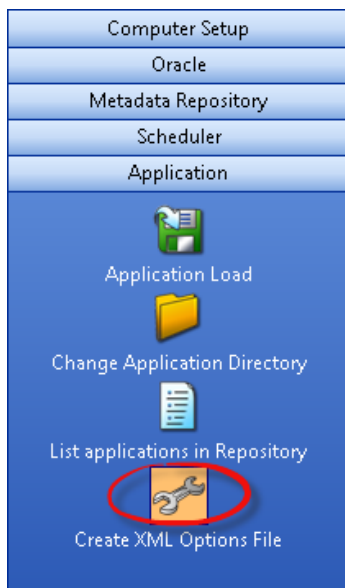 Computer Setup
Oracle
Metadata Repository
Scheduler
Application
Application Load
Change Application Directory
List applications in Repository
Create XML Options File